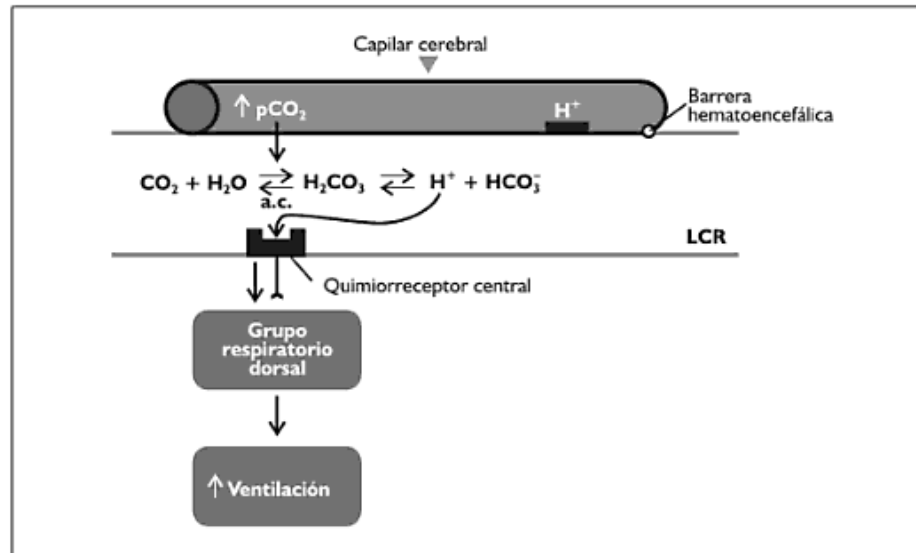 Capilar cerebral
↑ pCO₂
H⁺
Barrera
hematoencefálica
CO₂ + H₂O ⇌ H₂CO₃ ⇌ H⁺ + HCO₃⁻
a.c.
LCR
Quimiorreceptor central
Grupo
respiratorio
dorsal
↑ Ventilación